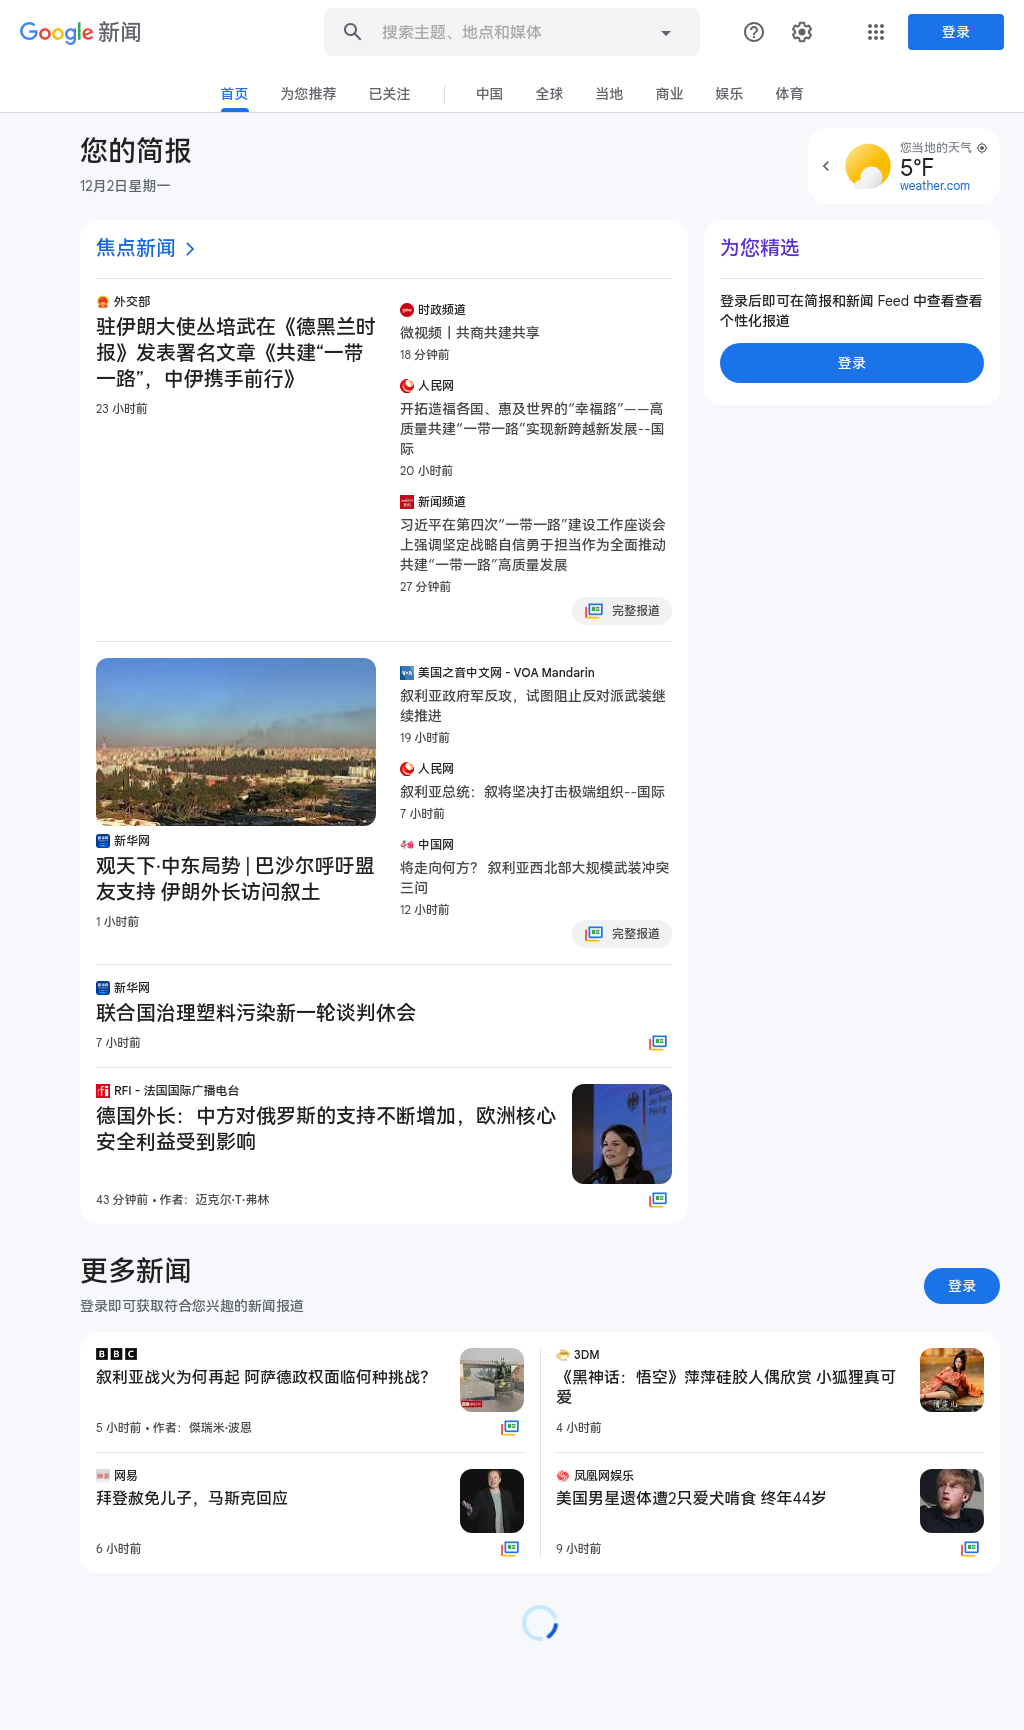 Google 新闻
搜索主题、地点和媒体
登录
首页
为您推荐
已关注
中国
全球
当地
商业
娱乐
体育
您的简报
12月2日星期一
您当地的天气
5°F
weather.com
焦点新闻
外交部
驻伊朗大使丛培武在《德黑兰时
报》发表署名文章《共建“一带
一路”，中伊携手前行》
23 小时前
时政频道
微视频丨共商共建共享
18 分钟前
人民网
开拓造福各国、惠及世界的“幸福路”——高
质量共建“一带一路”实现新跨越新发展--国
际
20 小时前
新闻频道
习近平在第四次“一带一路”建设工作座谈会
上强调坚定战略自信勇于担当作为全面推动
共建“一带一路”高质量发展
27 分钟前
完整报道
新华网
观天下·中东局势 | 巴沙尔呼吁盟
友支持 伊朗外长访问叙土
1 小时前
美国之音中文网 - VOA Mandarin
叙利亚政府军反攻，试图阻止反对派武装继
续推进
19 小时前
人民网
叙利亚总统：叙将坚决打击极端组织--国际
7 小时前
中国网
将走向何方？ 叙利亚西北部大规模武装冲突
三问
12 小时前
完整报道
新华网
联合国治理塑料污染新一轮谈判休会
7 小时前
RFI - 法国国际广播电台
德国外长：中方对俄罗斯的支持不断增加，欧洲核心
安全利益受到影响
43 分钟前 • 作者：迈克尔·T·弗林
为您精选
登录后即可在简报和新闻 Feed 中查看查看
个性化报道
登录
更多新闻
登录即可获取符合您兴趣的新闻报道
登录
BBC
叙利亚战火为何再起 阿萨德政权面临何种挑战？
5 小时前 • 作者：傑瑞米·波恩
3DM
《黑神话：悟空》萍萍硅胶人偶欣赏 小狐狸真可
爱
4 小时前
网易
拜登赦免儿子，马斯克回应
6 小时前
凤凰网娱乐
美国男星遗体遭2只爱犬啃食 终年44岁
9 小时前